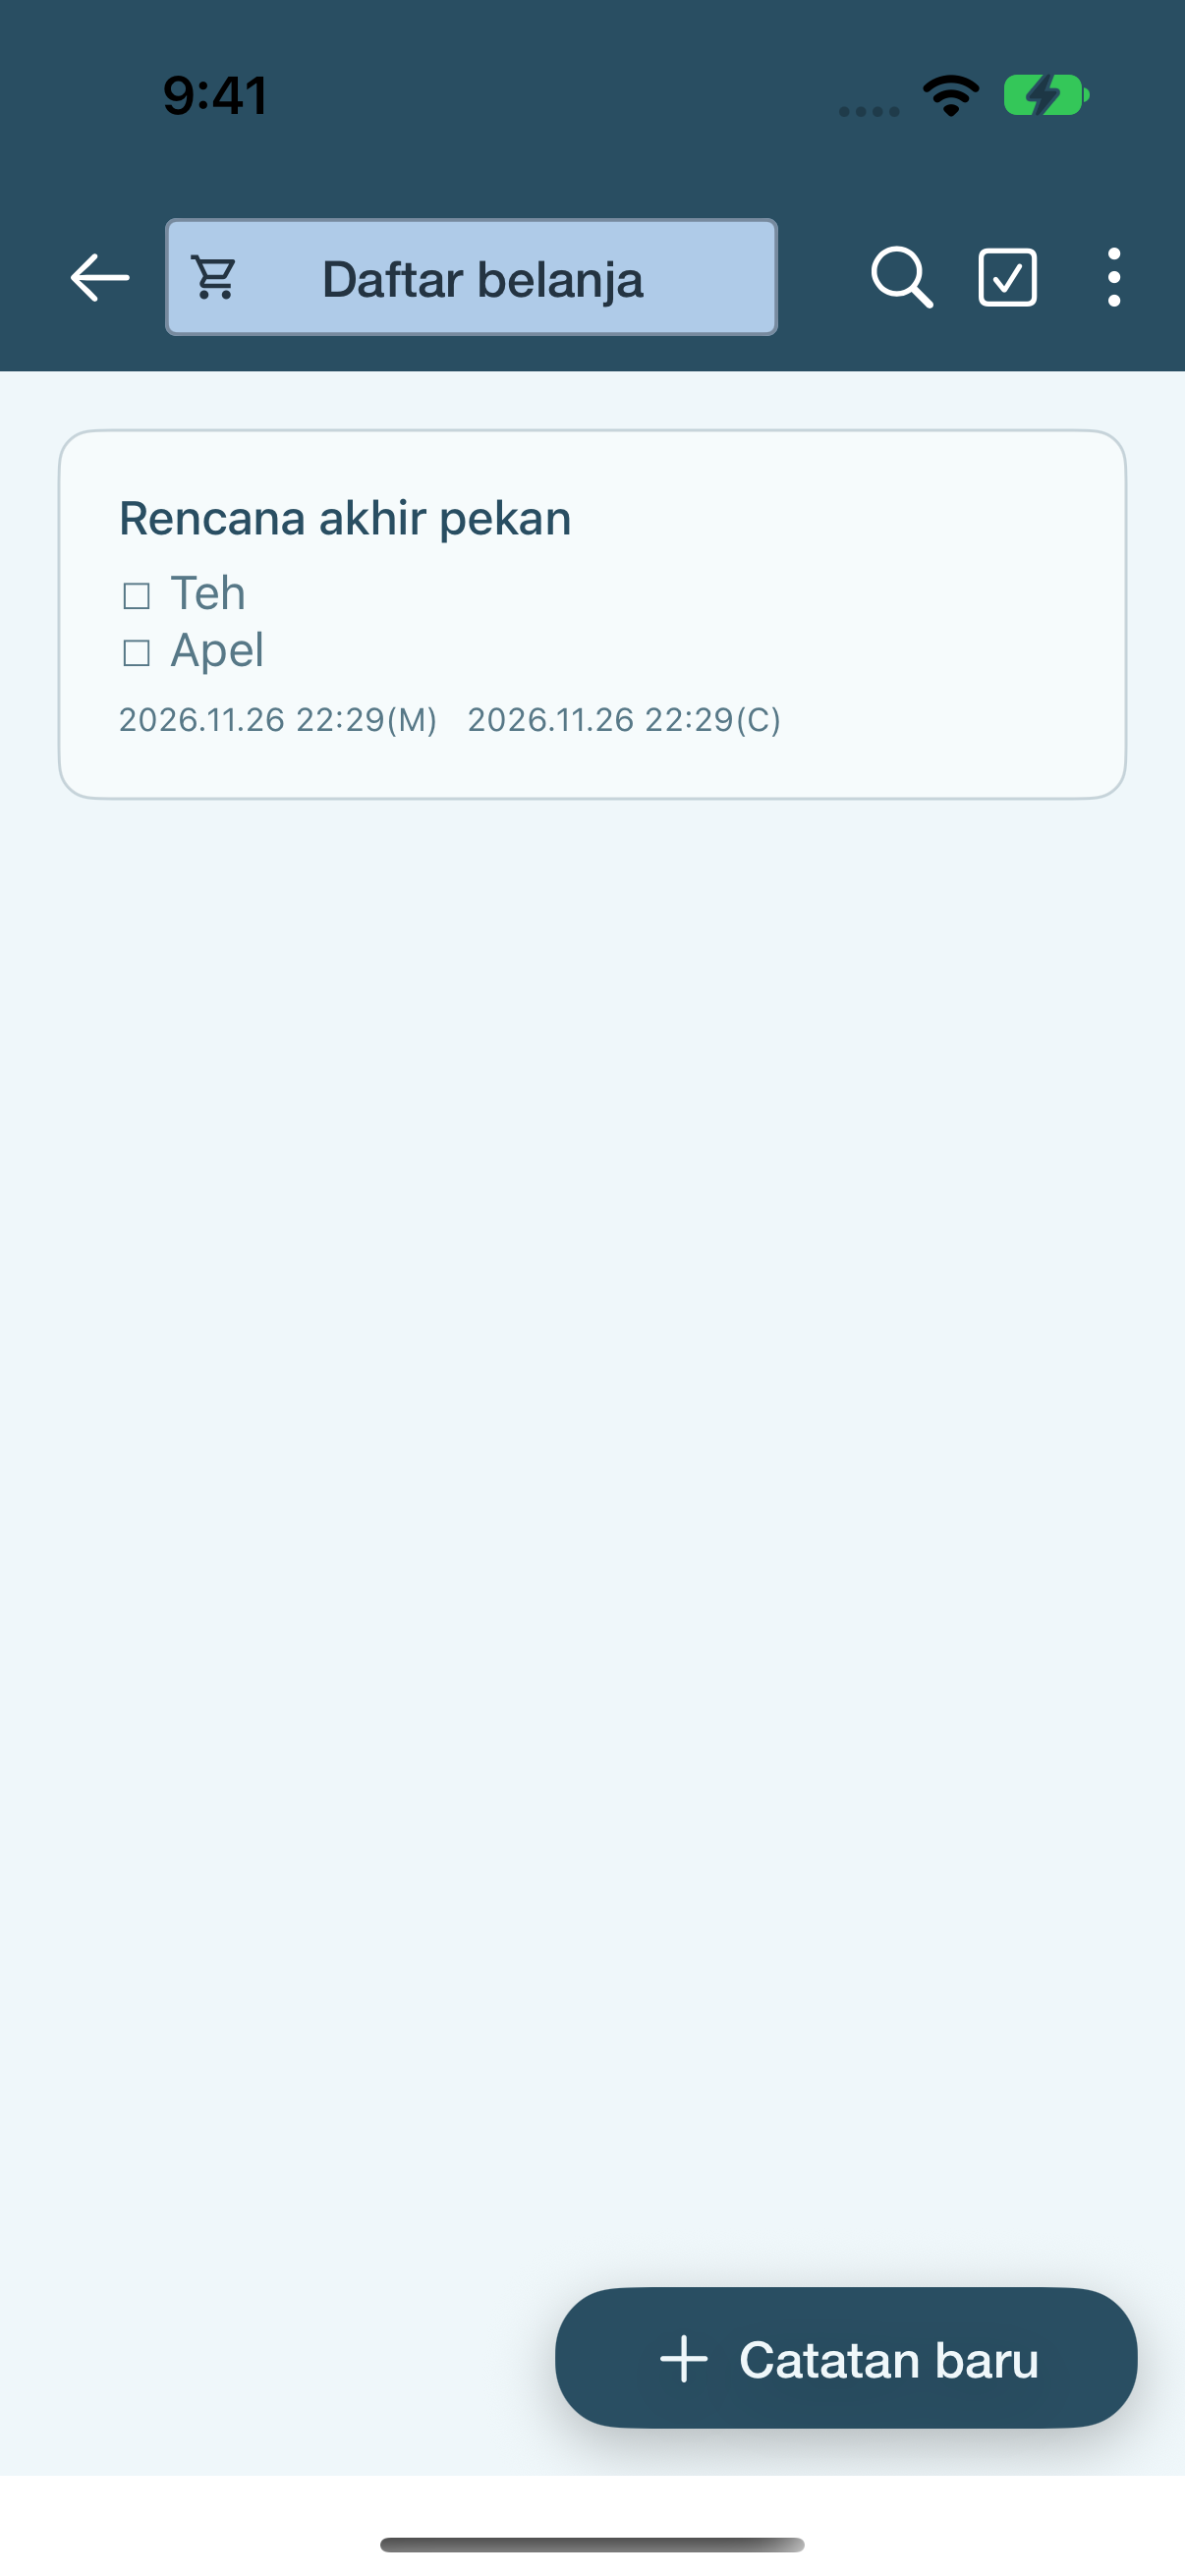 9:41
Daftar belanja
Rencana akhir pekan
☐ Teh
☐ Apel
2026.11.26 22:29(M) 2026.11.26 22:29(C)
Catatan baru